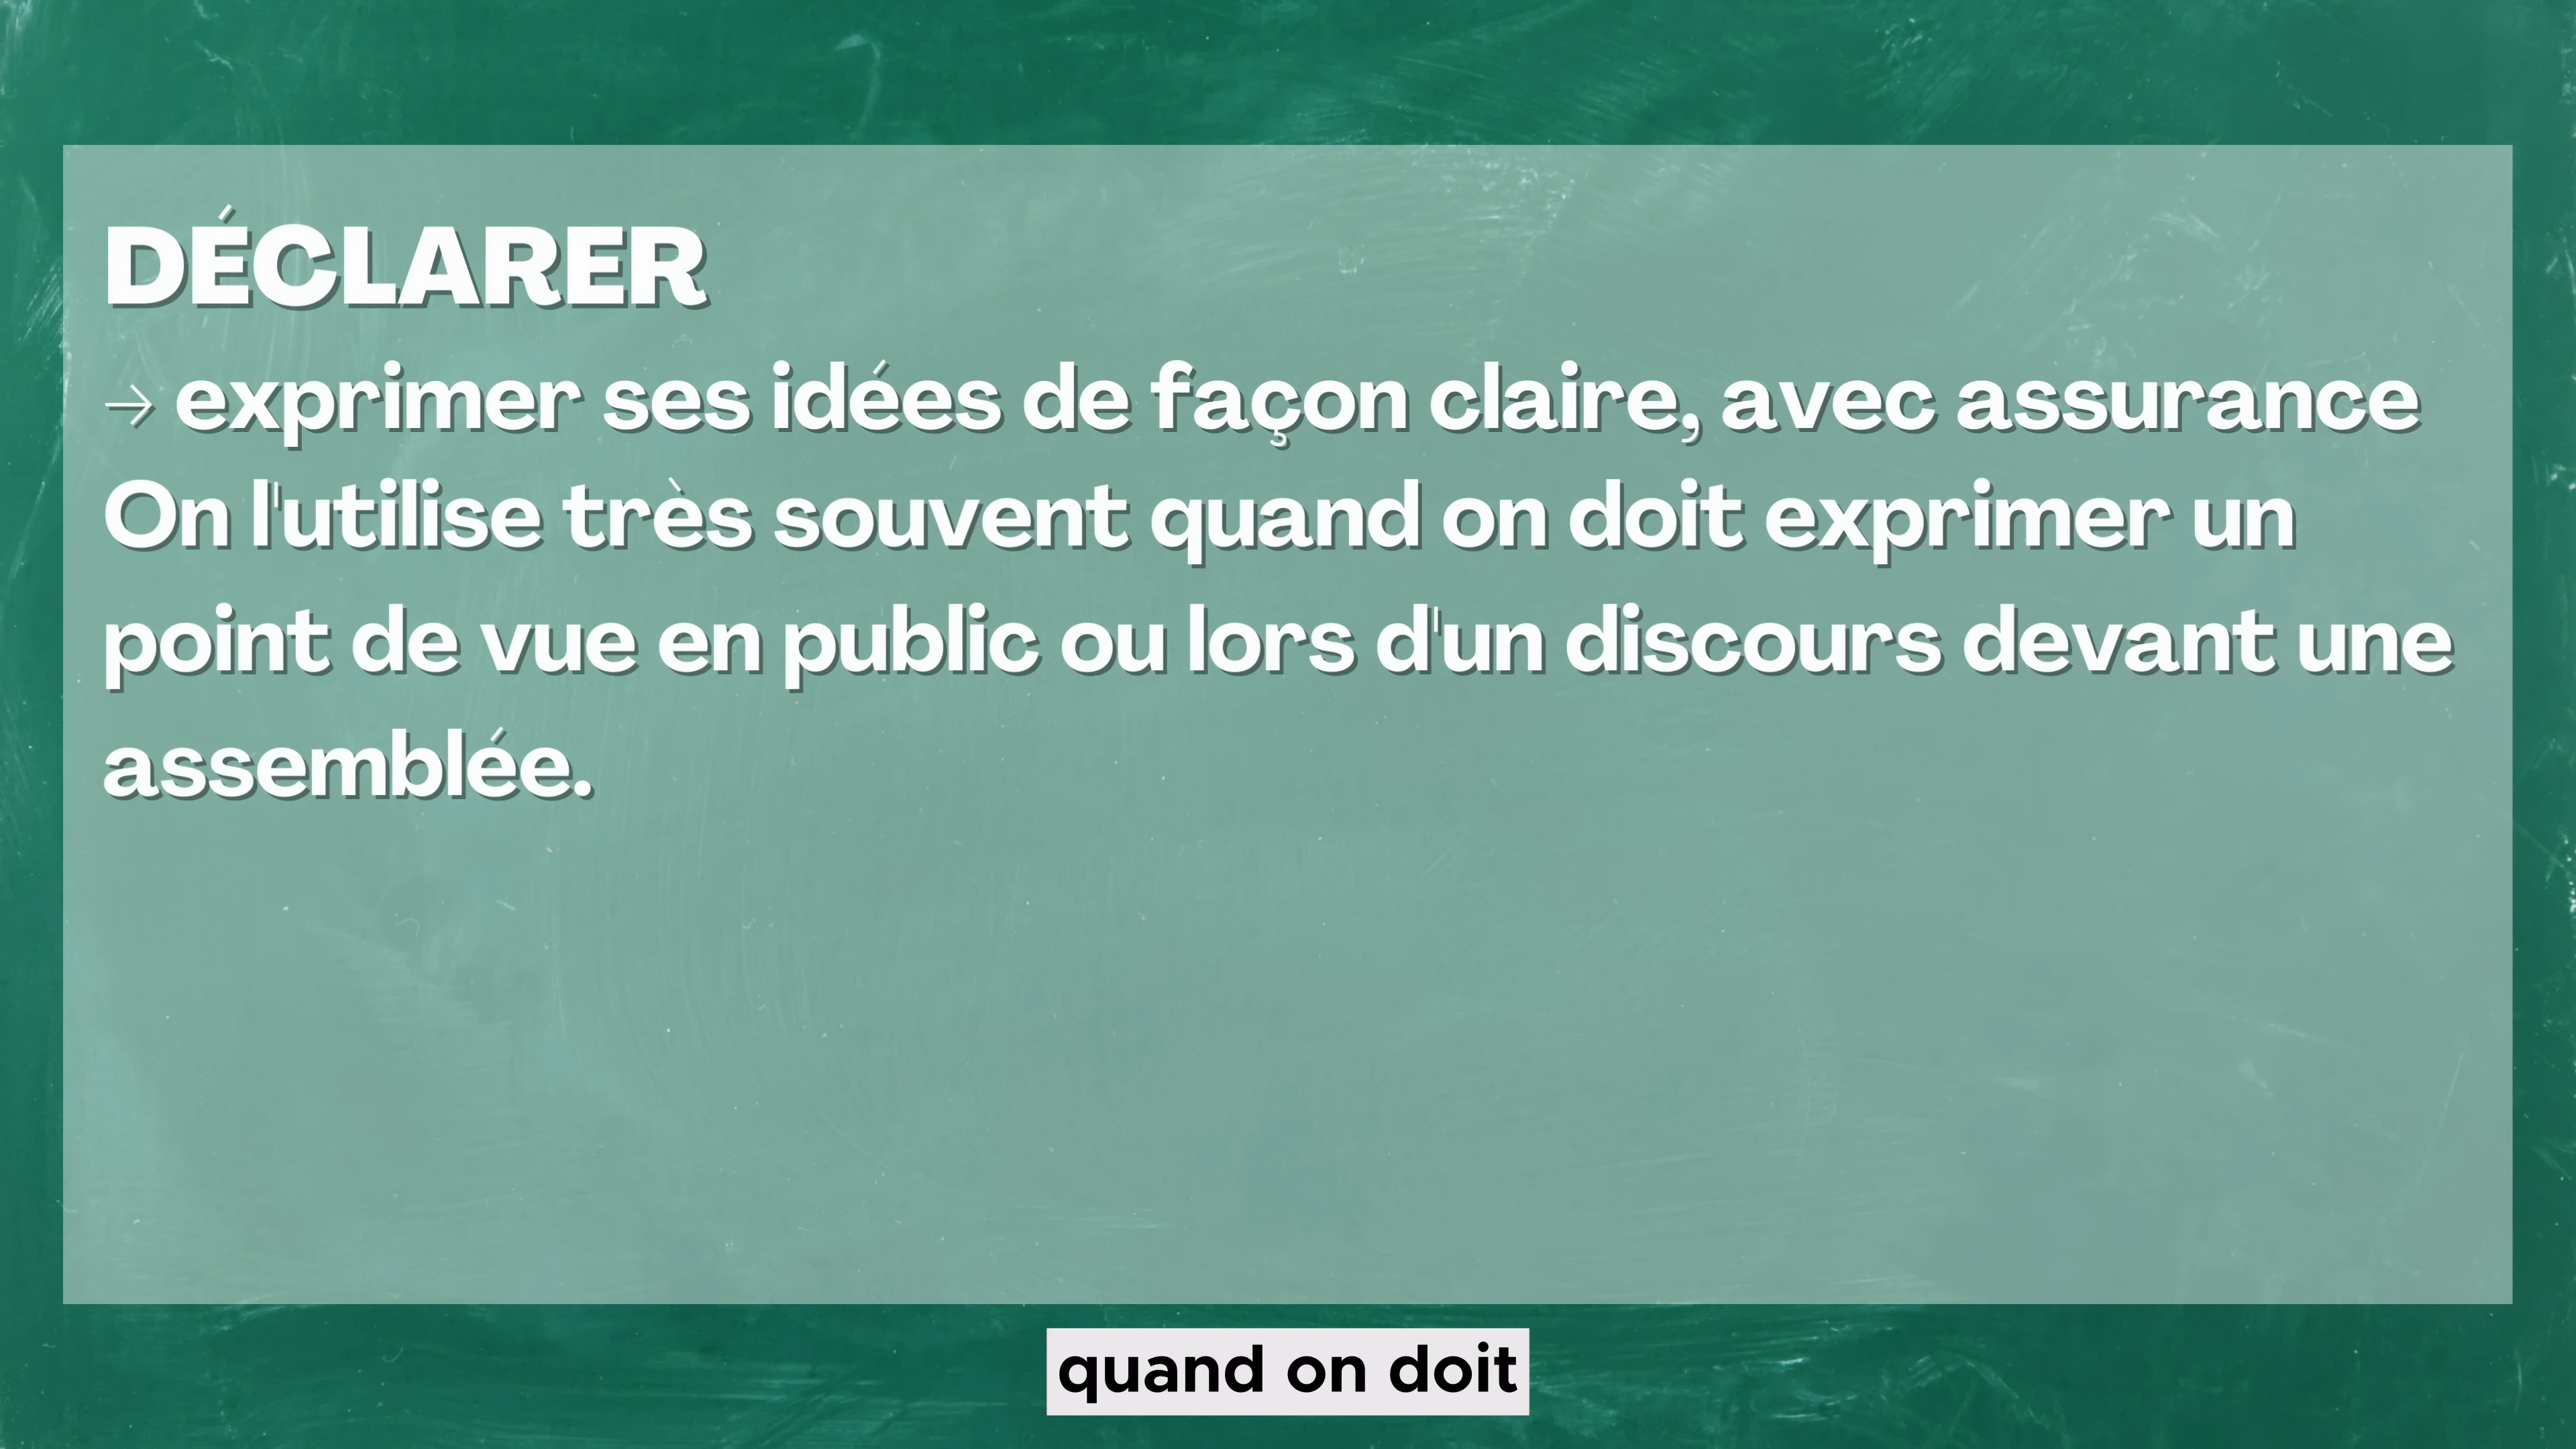 DÉCLARER
→ exprimer ses idées de façon claire, avec assurance
On l'utilise très souvent quand on doit exprimer un
point de vue en public ou lors d'un discours devant une
assemblée.
quand on doit